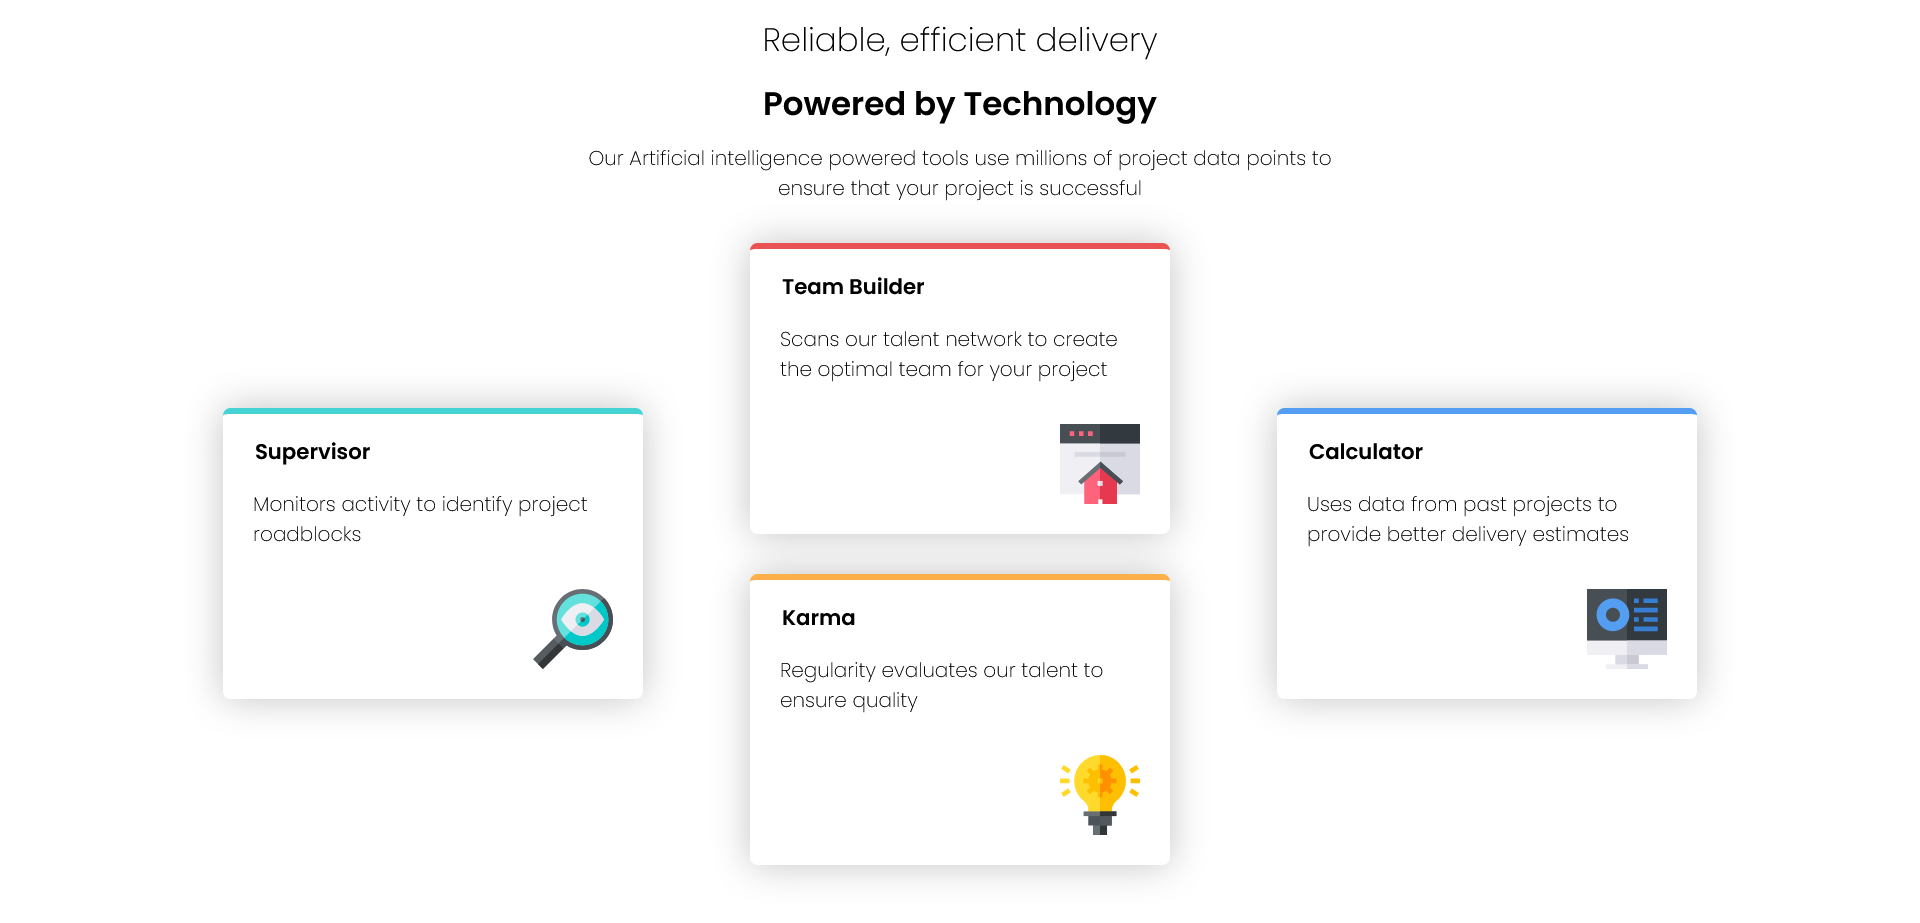 Reliable, efficient delivery
Powered by Technology
Our Artificial intelligence powered tools use millions of project data points to
ensure that your project is successful
Supervisor
Monitors activity to identify project
roadblocks
Team Builder
Scans our talent network to create
the optimal team for your project
Karma
Regularity evaluates our talent to
ensure quality
Calculator
Uses data from past projects to
provide better delivery estimates